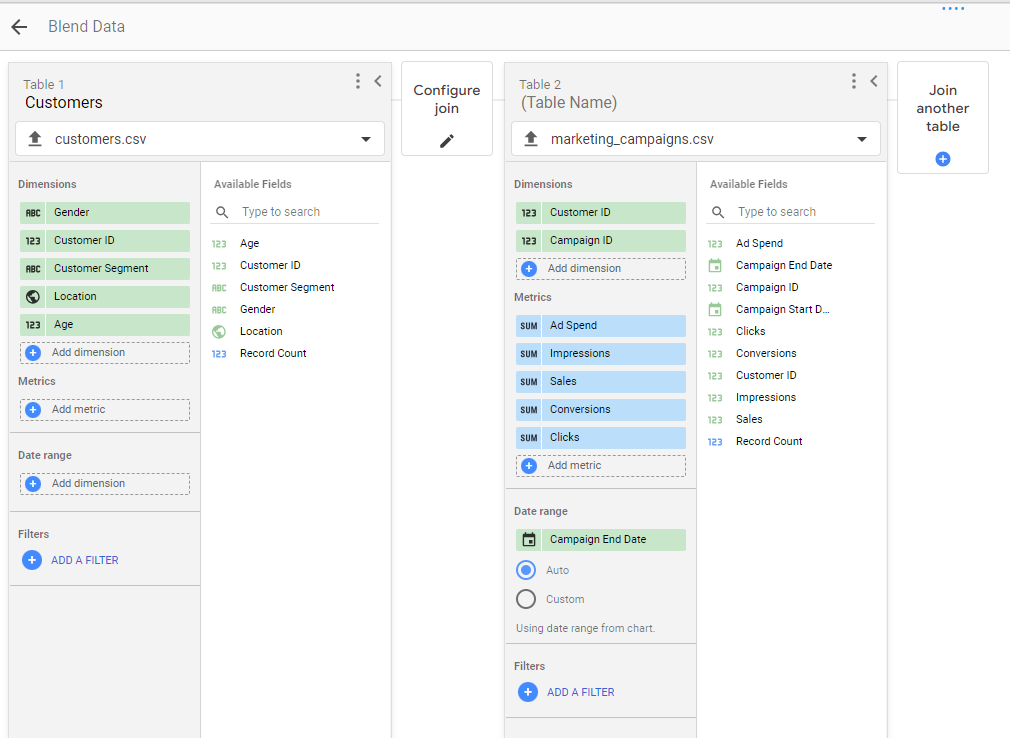 Blend Data
Table 1
Customers
customers.csv
Dimensions
ABC Gender
123 Customer ID
ABC Customer Segment
Location
123 Age
Add dimension
Metrics
Add metric
Date range
Add dimension
Filters
ADD A FILTER
Available Fields
Type to search
123 Age
123 Customer ID
ABC Customer Segment
ABC Gender
Location
123 Record Count
Configure
join
Table 2
(Table Name)
marketing_campaigns.csv
Dimensions
123 Customer ID
123 Campaign ID
Add dimension
Metrics
SUM Ad Spend
SUM Impressions
SUM Sales
SUM Conversions
SUM Clicks
Add metric
Date range
Campaign End Date
Auto
Custom
Using date range from chart.
Filters
ADD A FILTER
Available Fields
Type to search
123 Ad Spend
Campaign End Date
123 Campaign ID
Campaign Start D...
123 Clicks
123 Conversions
123 Customer ID
123 Impressions
123 Sales
123 Record Count
Join
another
table